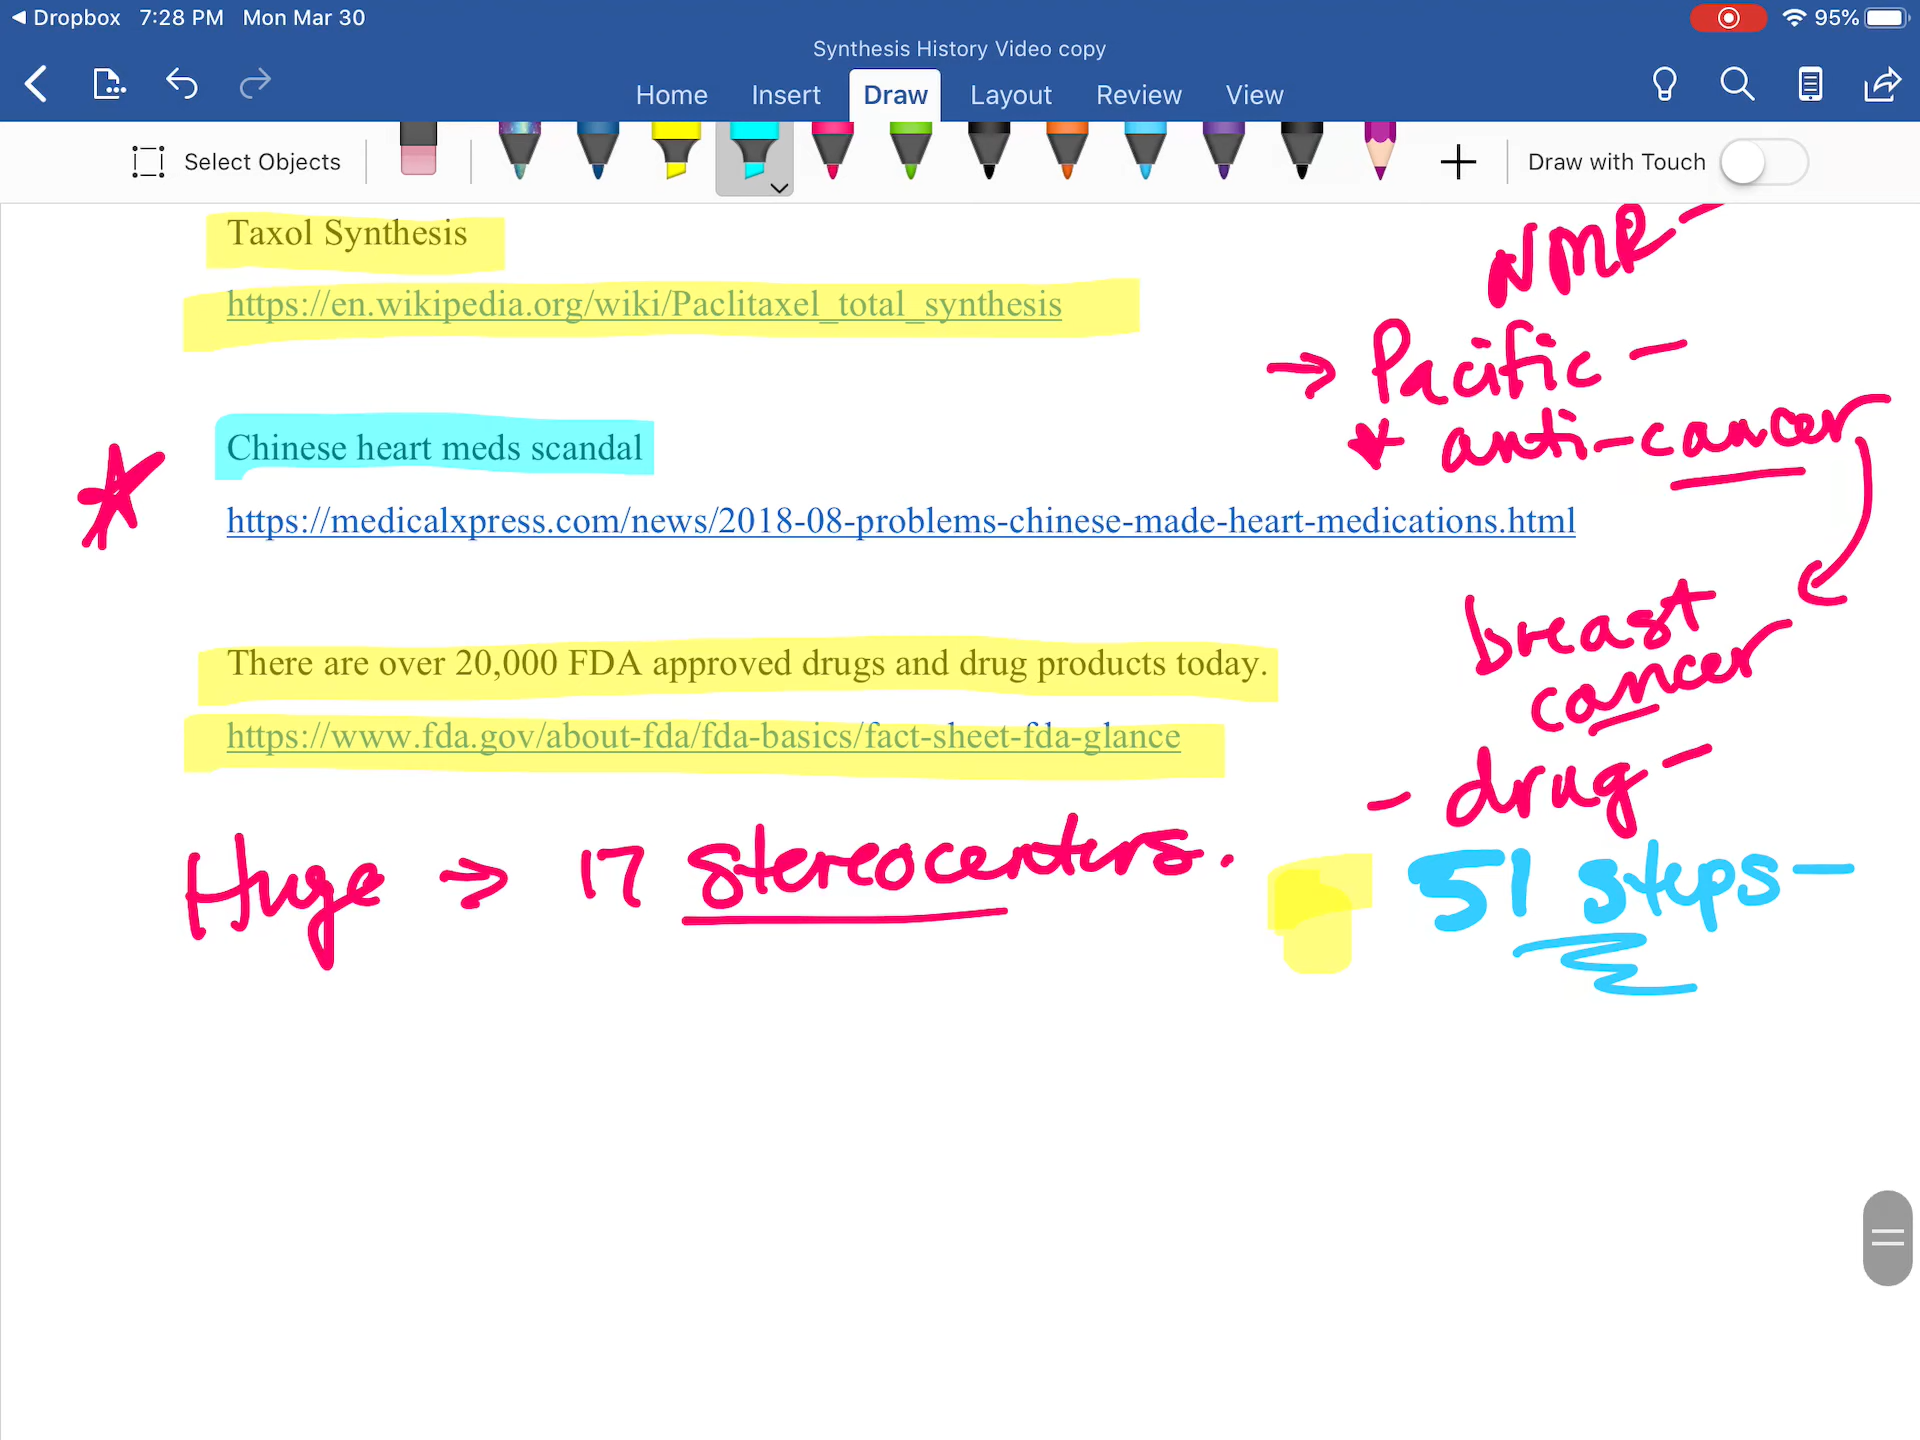 Dropbox 7:28 PM Mon Mar 30 95%
Synthesis History Video copy
Home Insert Draw Layout Review View
Select Objects Draw with Touch
Taxol Synthesis
https://en.wikipedia.org/wiki/Paclitaxel_total_synthesis
NMR-
→ Pacific -
* anti-cancer
Chinese heart meds scandal
https://medicalxpress.com/news/2018-08-problems-chinese-made-heart-medications.html
breast
cancer
There are over 20,000 FDA approved drugs and drug products today.
https://www.fda.gov/about-fda/fda-basics/fact-sheet-fda-glance
- drug -
Huge → 17 stereocenters.
51 steps -